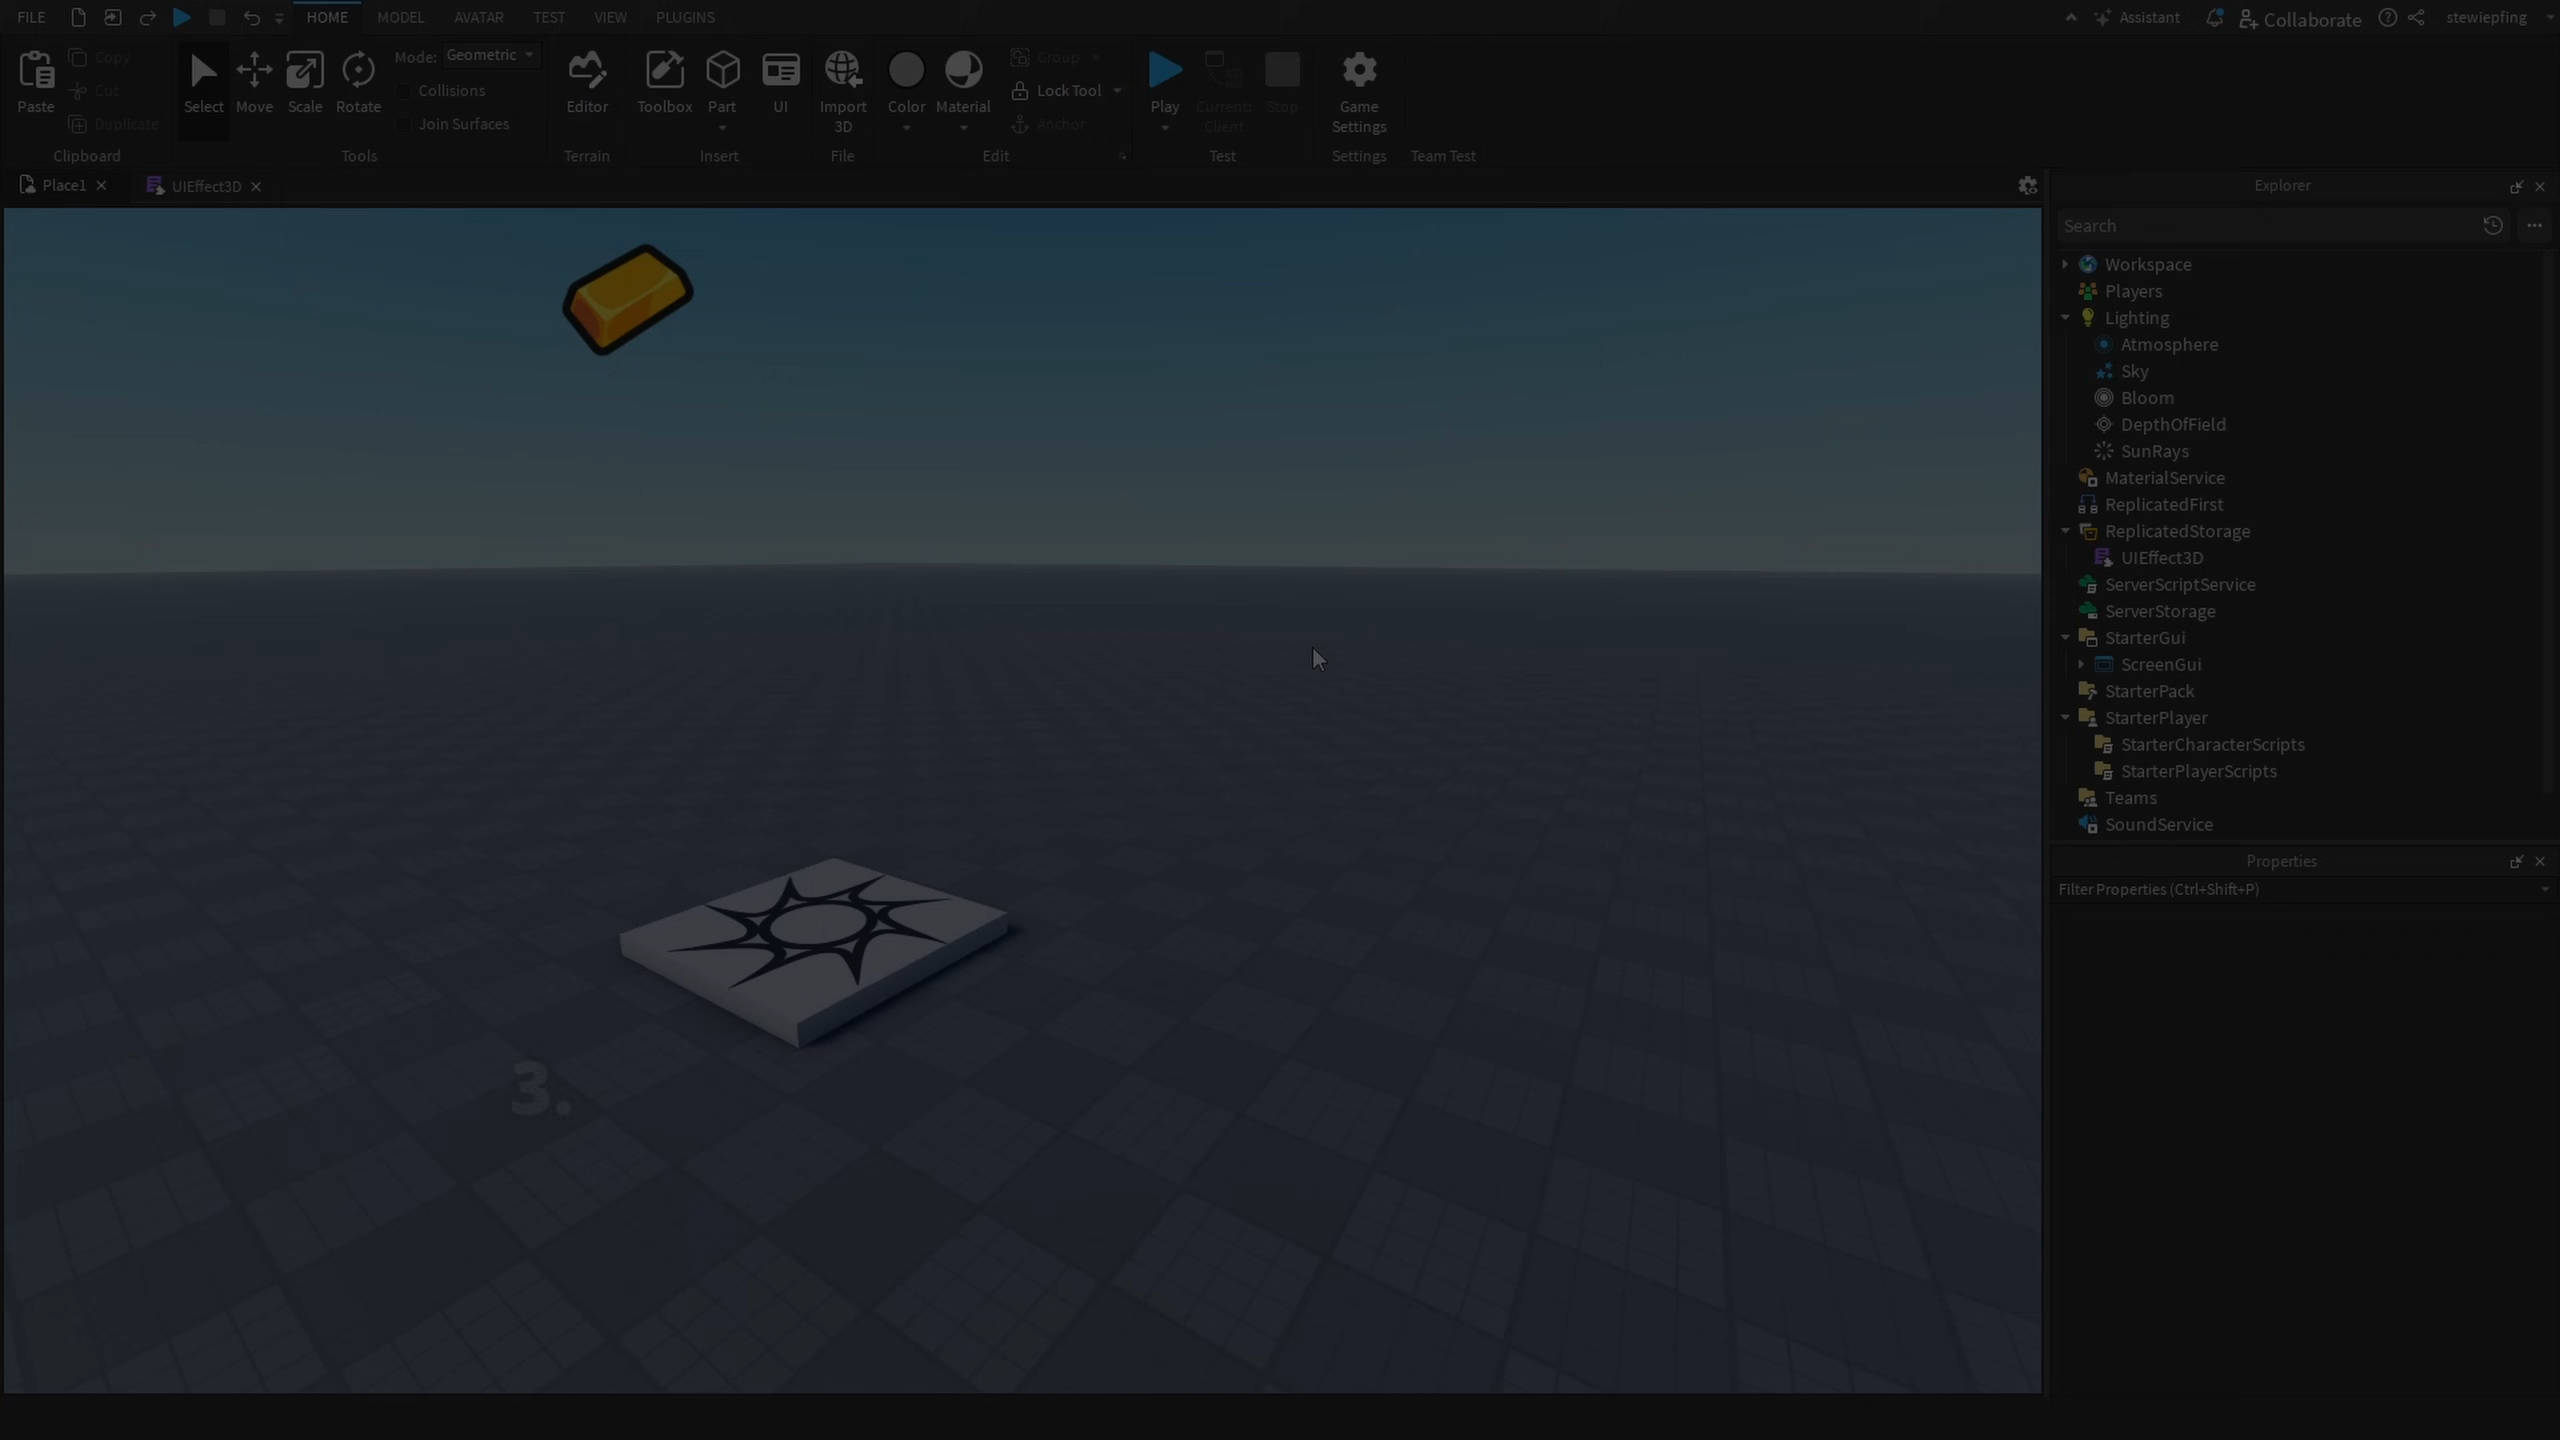 FILE HOME MODEL AVATAR TEST VIEW PLUGINS Assistant Collaborate stewiepfing
Paste Copy Cut Duplicate
Select Move Scale Rotate
Mode: Geometric
Collisions
Join Surfaces
Editor Toolbox Part UI Import 3D Color Material
Group
Lock Tool
Anchor
Play Current: Client Stop Game Settings
Clipboard Tools Terrain Insert File Edit Test Settings Team Test
Place1 UIEffect3D
Explorer
Search
Workspace
Players
Lighting
Atmosphere
Sky
Bloom
DepthOfField
SunRays
MaterialService
ReplicatedFirst
ReplicatedStorage
UIEffect3D
ServerScriptService
ServerStorage
StarterGui
ScreenGui
StarterPack
StarterPlayer
StarterCharacterScripts
StarterPlayerScripts
Teams
SoundService
Properties
Filter Properties (Ctrl+Shift+P)
3.